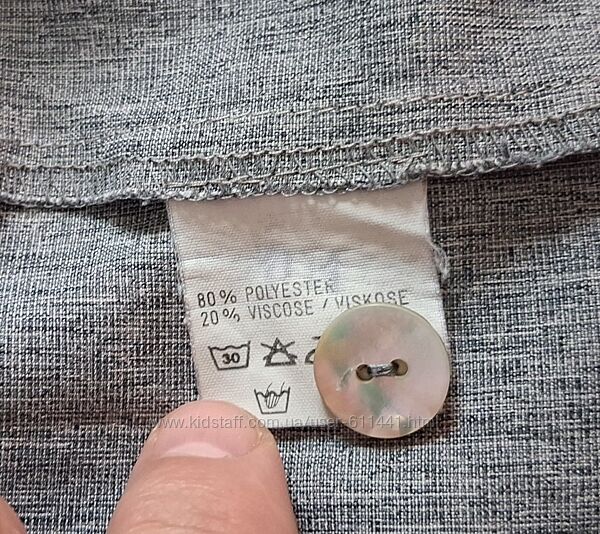 80% POLYESTER
20% VISCOSE / VISKOSE
30
www.kidstaff.com.ua/user-611441.html